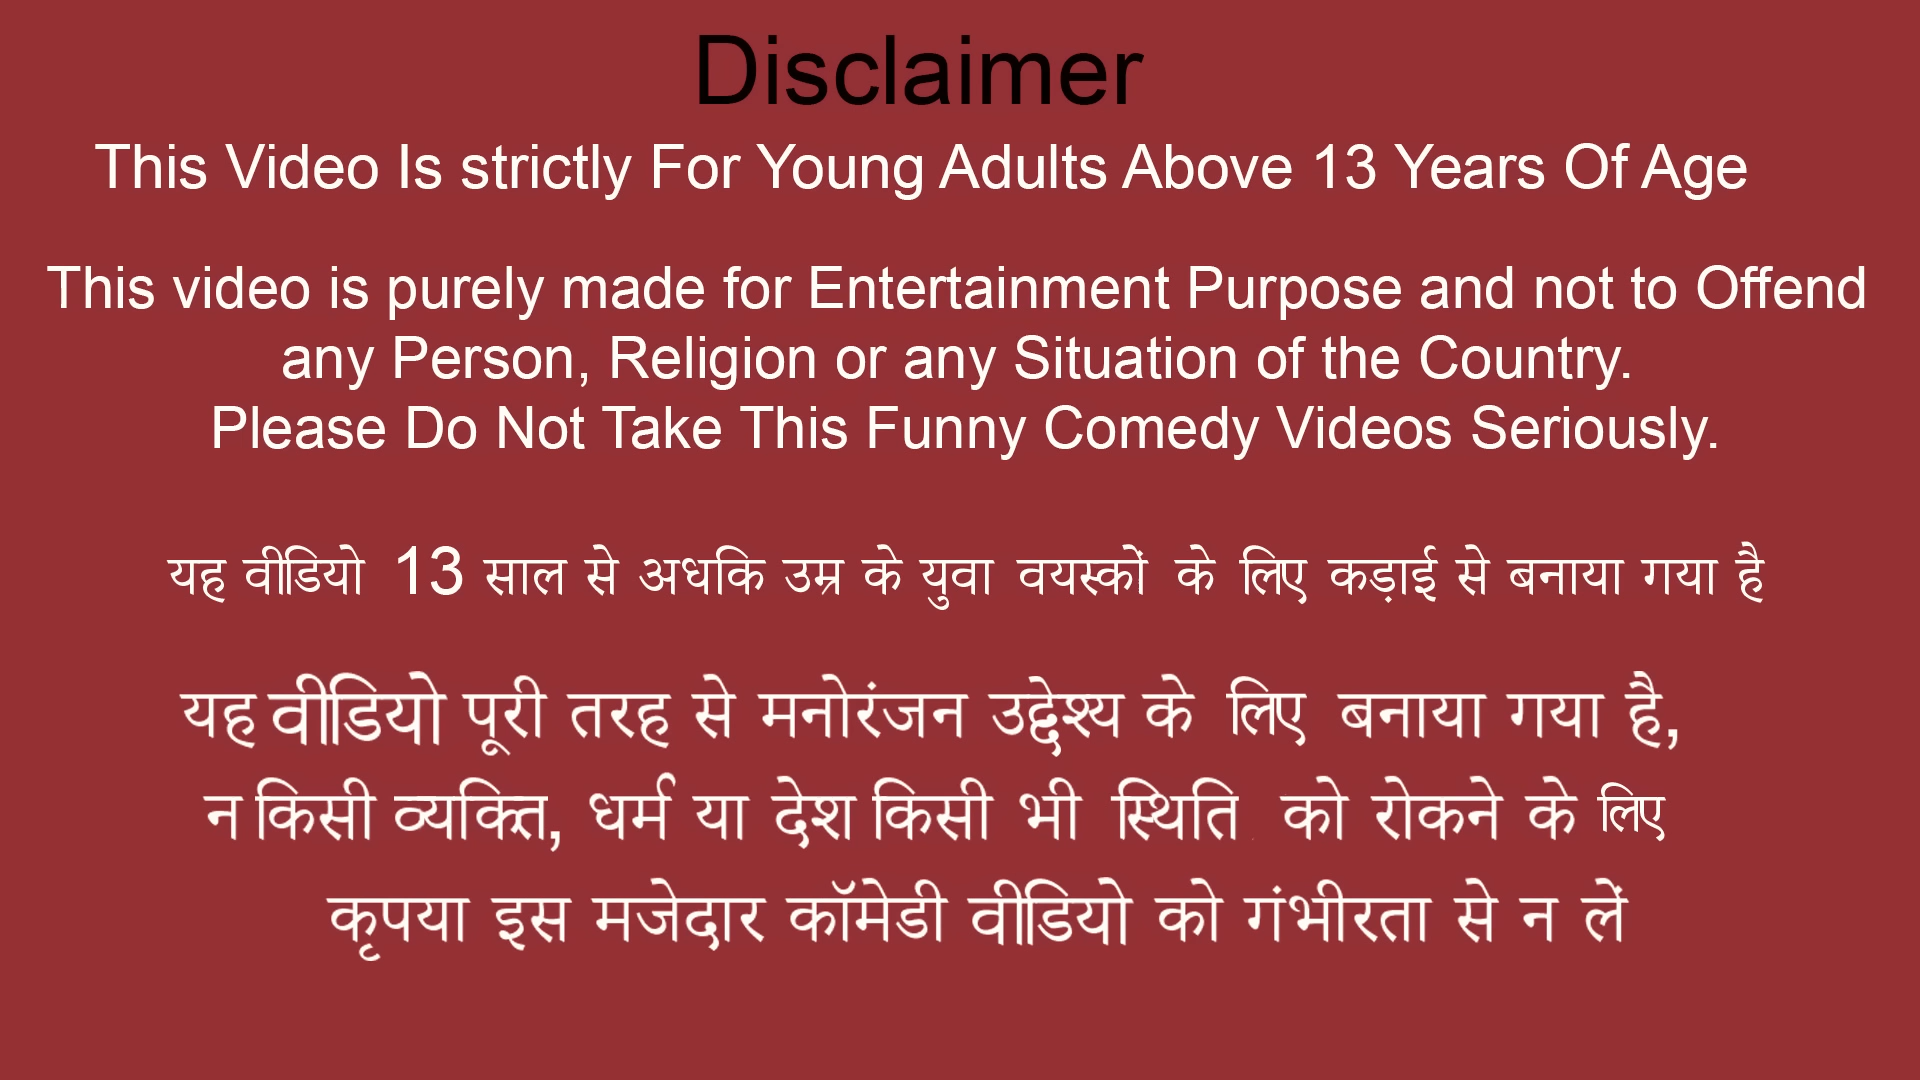 Disclaimer
This Video Is strictly For Young Adults Above 13 Years Of Age
This video is purely made for Entertainment Purpose and not to Offend
any Person, Religion or any Situation of the Country.
Please Do Not Take This Funny Comedy Videos Seriously.
यह वीडियो 13 साल से अधकि उम्र के युवा वयस्कों के लिए कड़ाई से बनाया गया है
यह वीडियो पूरी तरह से मनोरंजन उद्देश्य के लिए बनाया गया है,
न किसी व्यक्ति, धर्म या देश किसी भी स्थिति को रोकने के लिए
कृपया इस मजेदार कॉमेडी वीडियो को गंभीरता से न लें